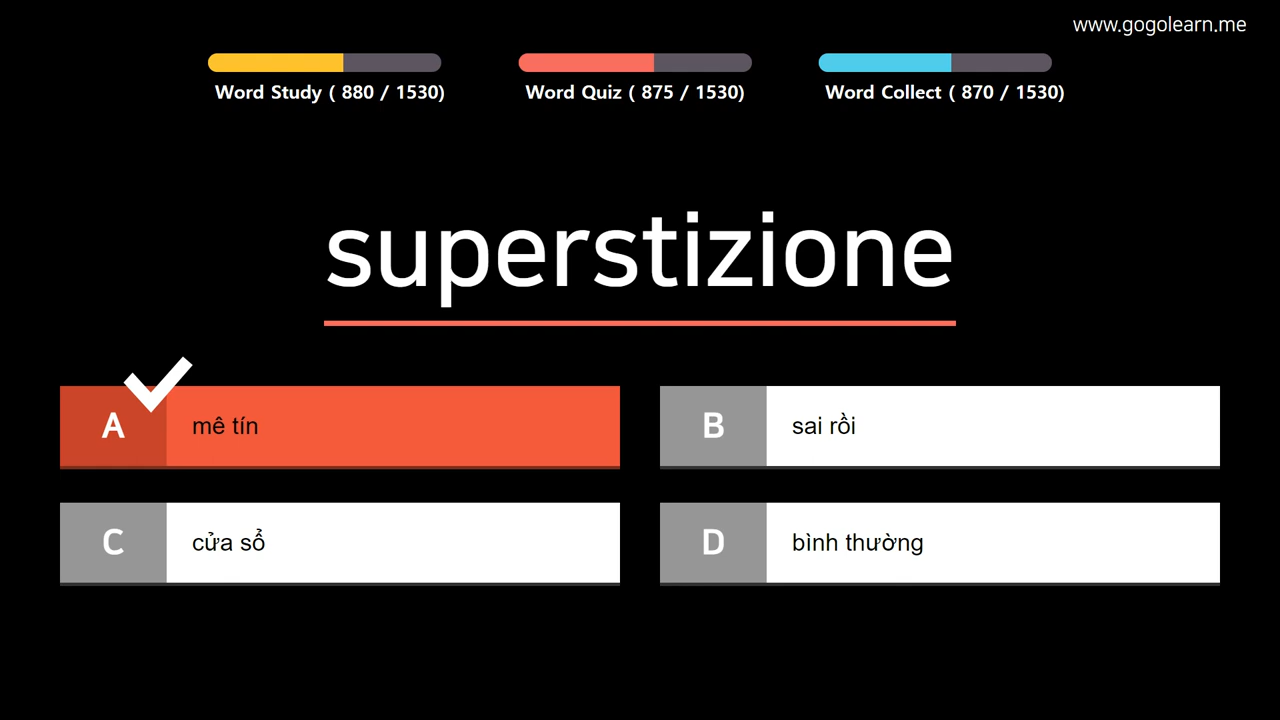 www.gogolearn.me
Word Study ( 880 / 1530)
Word Quiz ( 875 / 1530)
Word Collect ( 870 / 1530)
superstizione
A mê tín
B sai rồi
C cửa sổ
D bình thường